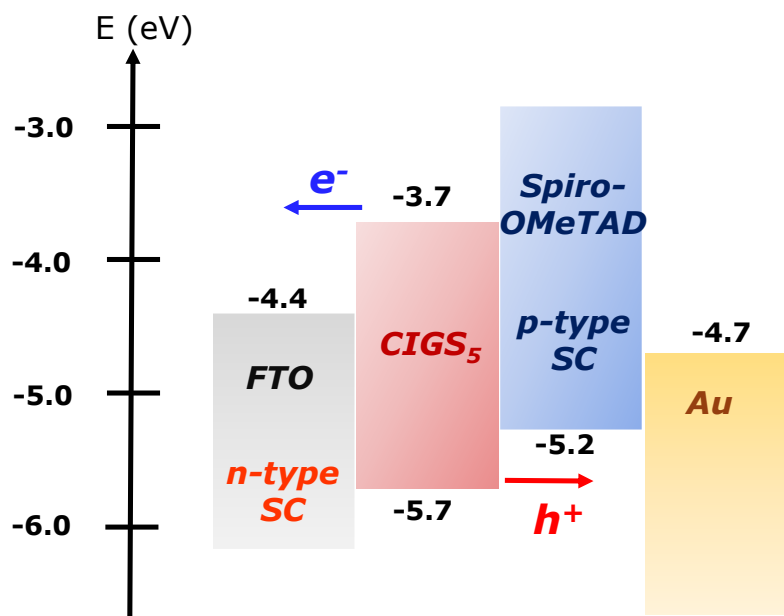 E (eV)
-3.0
-4.0
-5.0
-6.0
e⁻
-4.4
FTO
n-type
SC
-3.7
CIGS₅
-5.7
Spiro-
OMeTAD
p-type
SC
-5.2
h⁺
-4.7
Au